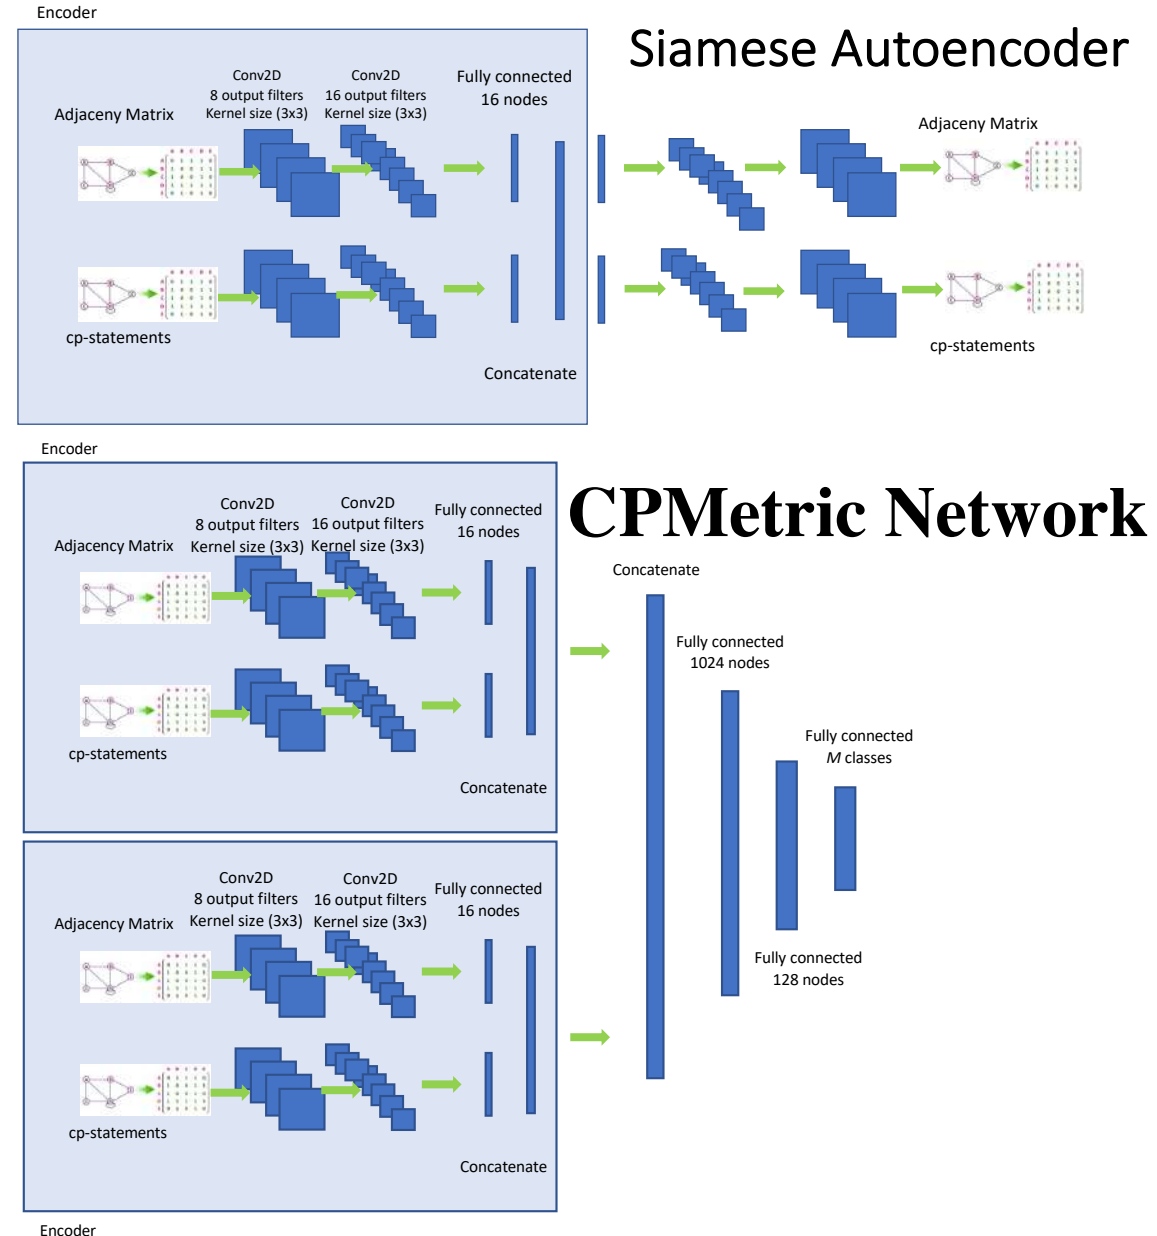 Encoder
Siamese Autoencoder
Conv2D
8 output filters
Kernel size (3x3)
Conv2D
16 output filters
Kernel size (3x3)
Fully connected
16 nodes
Adjaceny Matrix
Adjaceny Matrix
cp-statements
cp-statements
Concatenate
Encoder
CPMetric Network
Conv2D
8 output filters
Kernel size (3x3)
Conv2D
16 output filters
Kernel size (3x3)
Fully connected
16 nodes
Adjacency Matrix
cp-statements
Concatenate
Concatenate
Fully connected
1024 nodes
Fully connected
M classes
Fully connected
128 nodes
Conv2D
8 output filters
Kernel size (3x3)
Conv2D
16 output filters
Kernel size (3x3)
Fully connected
16 nodes
Adjacency Matrix
cp-statements
Concatenate
Encoder